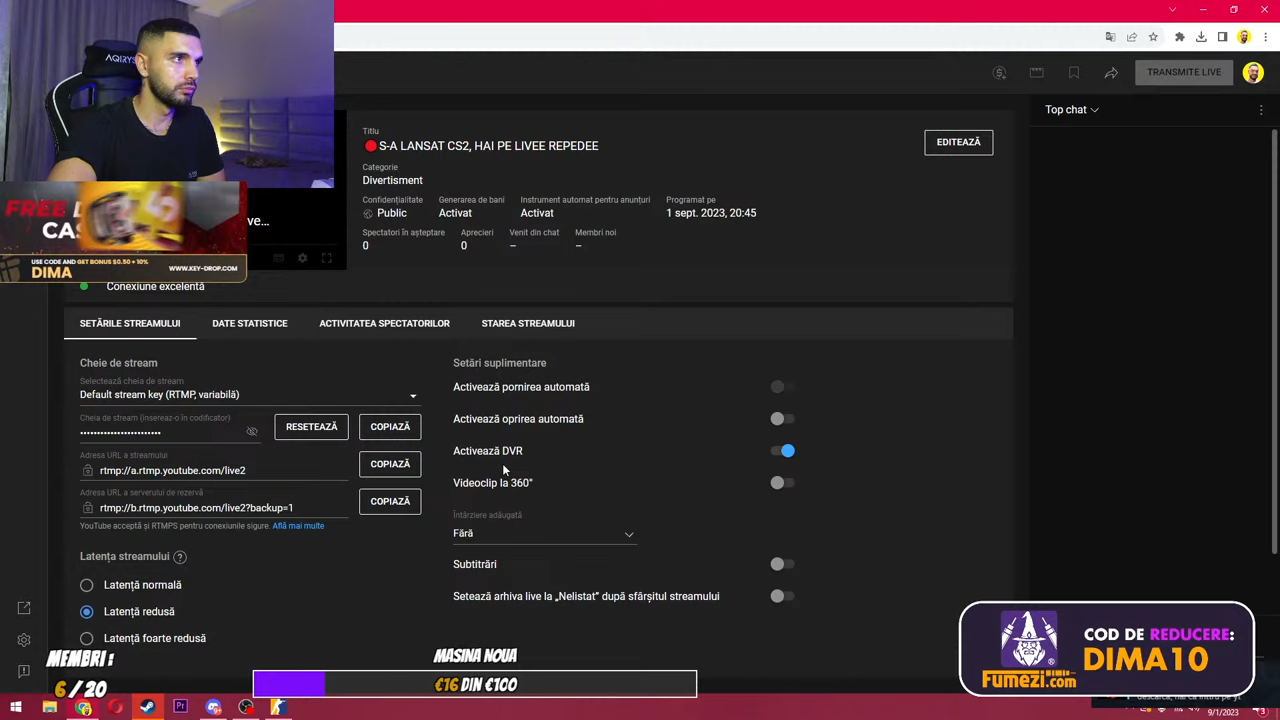 AQIRYS
TRANSMITE LIVE
Top chat
Titlu
S-A LANSAT CS2, HAI PE LIVEE REPEDEE
EDITEAZĂ
Categorie
Divertisment
Confidențialitate
Generarea de bani
Instrument automat pentru anunțuri
Programat pe
Public
Activat
Activat
1 sept. 2023, 20:45
Spectatori în așteptare
Aprecieri
Venit din chat
Membri noi
0
0
–
–
ve...
FREE
CAS
USE CODE AND GET BONUS $0.50 + 10%
DIMA
WWW.KEY-DROP.COM
Conexiune excelentă
SETĂRILE STREAMULUI
DATE STATISTICE
ACTIVITATEA SPECTATORILOR
STAREA STREAMULUI
Cheie de stream
Selectează cheia de stream
Default stream key (RTMP, variabilă)
Cheia de stream (insereaz-o în codificator)
RESETEAZĂ
COPIAZĂ
Adresa URL a streamului
rtmp://a.rtmp.youtube.com/live2
COPIAZĂ
Adresa URL a serverului de rezervă
rtmp://b.rtmp.youtube.com/live2?backup=1
COPIAZĂ
YouTube acceptă și RTMPS pentru conexiunile sigure. Află mai multe
Latența streamului
Latență normală
Latență redusă
Latență foarte redusă
Setări suplimentare
Activează pornirea automată
Activează oprirea automată
Activează DVR
Videoclip la 360°
Întârziere adăugată
Fără
Subtitrări
Setează arhiva live la „Nelistat” după sfârșitul streamului
MEMBRI :
6 / 20
MASINA NOUA
€16 DIN €100
Fumezi.com
COD DE REDUCERE:
DIMA10
9/1/2023